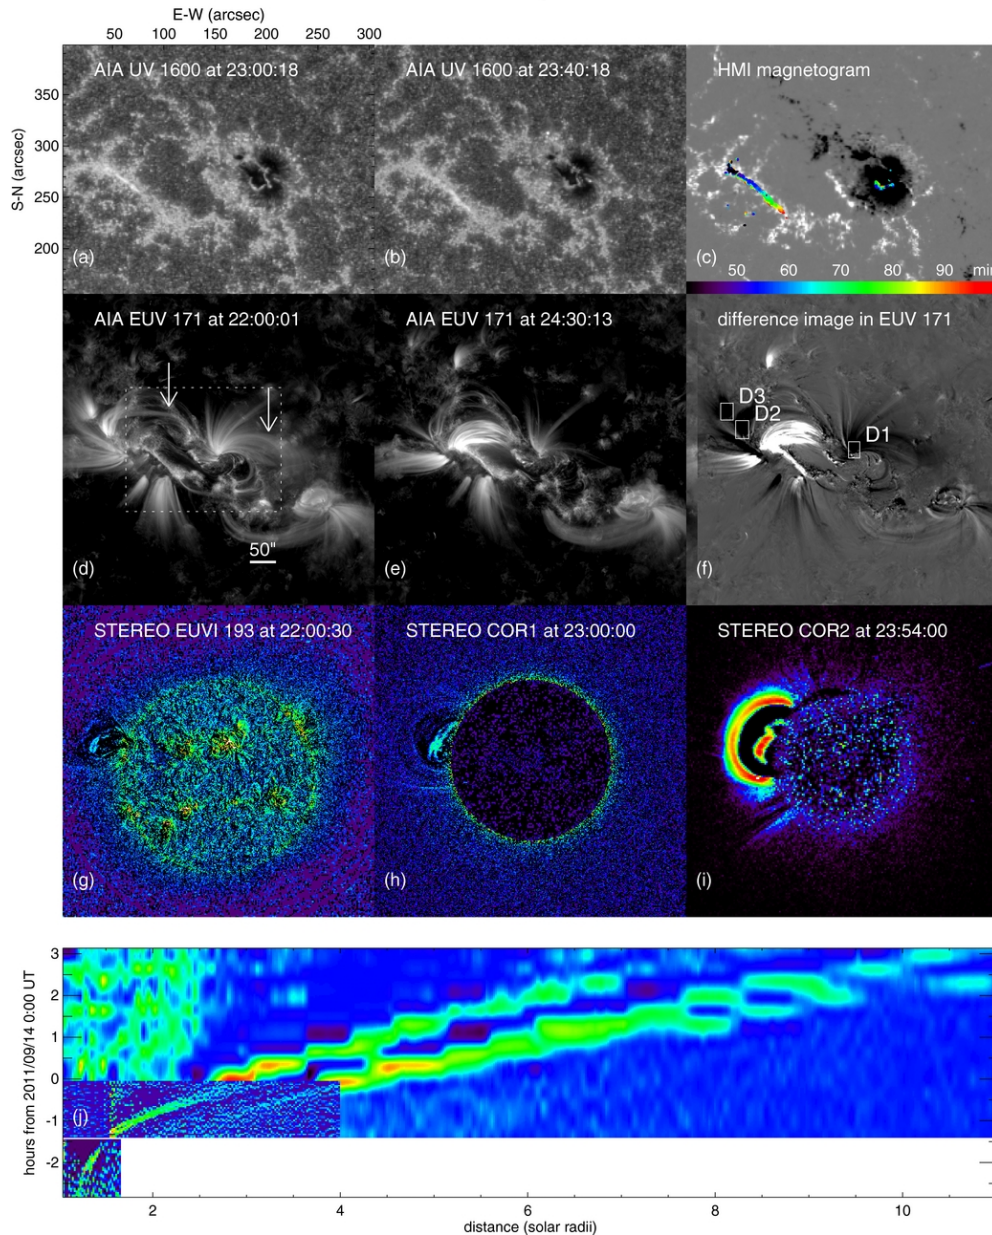 E-W (arcsec)
50 100 150 200 250 300
AIA UV 1600 at 23:00:18
AIA UV 1600 at 23:40:18
HMI magnetogram
S-N (arcsec)
350
300
250
200
(a)
(b)
(c)
50 60 70 80 90 min
AIA EUV 171 at 22:00:01
AIA EUV 171 at 24:30:13
difference image in EUV 171
D3
D2
D1
50"
(d)
(e)
(f)
STEREO EUVI 193 at 22:00:30
STEREO COR1 at 23:00:00
STEREO COR2 at 23:54:00
(g)
(h)
(i)
hours from 2011/09/14 0:00 UT
3
2
1
0
-1
-2
(j)
2 4 6 8 10
distance (solar radii)